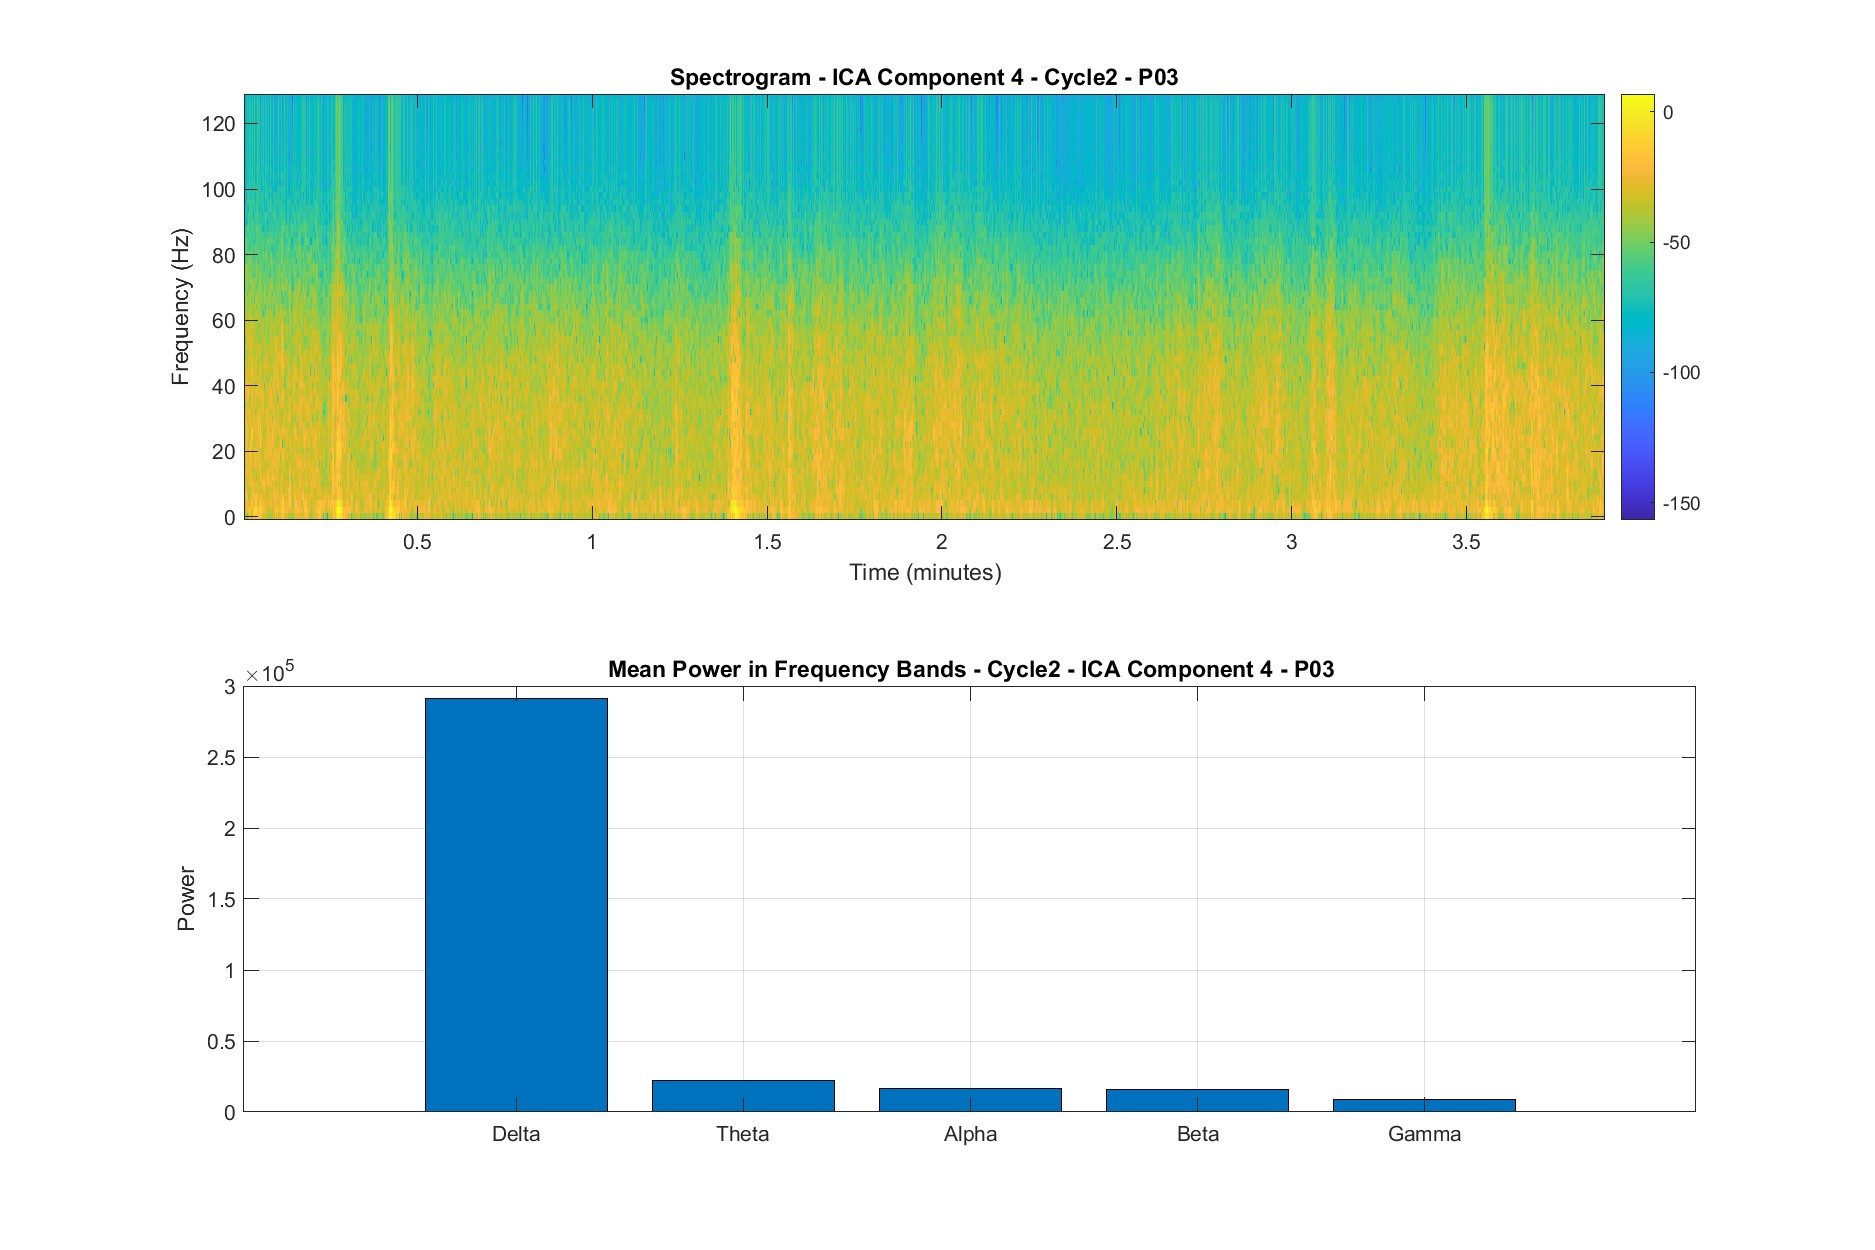 Spectrogram - ICA Component 4 - Cycle2 - P03
Frequency (Hz)
120
100
80
60
40
20
0
0.5 1 1.5 2 2.5 3 3.5
Time (minutes)
0
-50
-100
-150
Mean Power in Frequency Bands - Cycle2 - ICA Component 4 - P03
×10⁵
Power
3
2.5
2
1.5
1
0.5
0
Delta Theta Alpha Beta Gamma